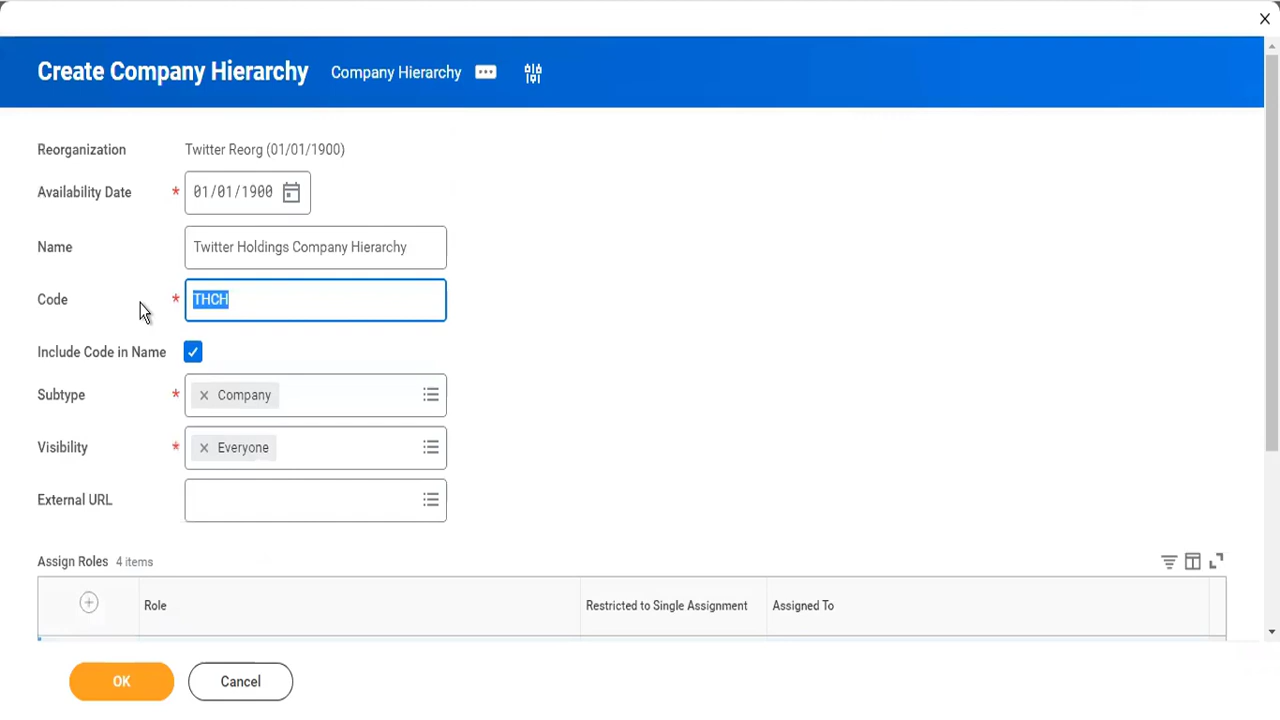 Create Company Hierarchy Company Hierarchy
Reorganization Twitter Reorg (01/01/1900)
Availability Date * 01/01/1900
Name Twitter Holdings Company Hierarchy
Code * THCH
Include Code in Name
Subtype * × Company
Visibility * × Everyone
External URL
Assign Roles 4 items
Role Restricted to Single Assignment Assigned To
OK Cancel